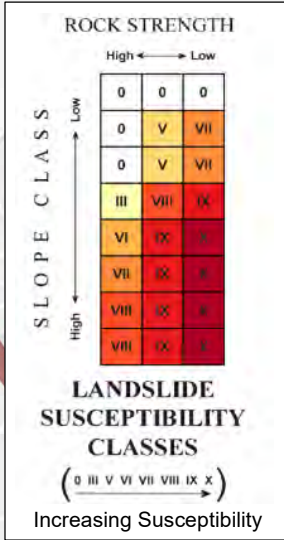 ROCK STRENGTH
High Low
SLOPE CLASS
Low
High
0 0 0
0 V VII
0 V VII
III VIII IX
VI IX X
VII IX X
VIII IX X
VIII IX X
LANDSLIDE
SUSCEPTIBILITY
CLASSES
(0 III V VI VII VIII IX X)
Increasing Susceptibility